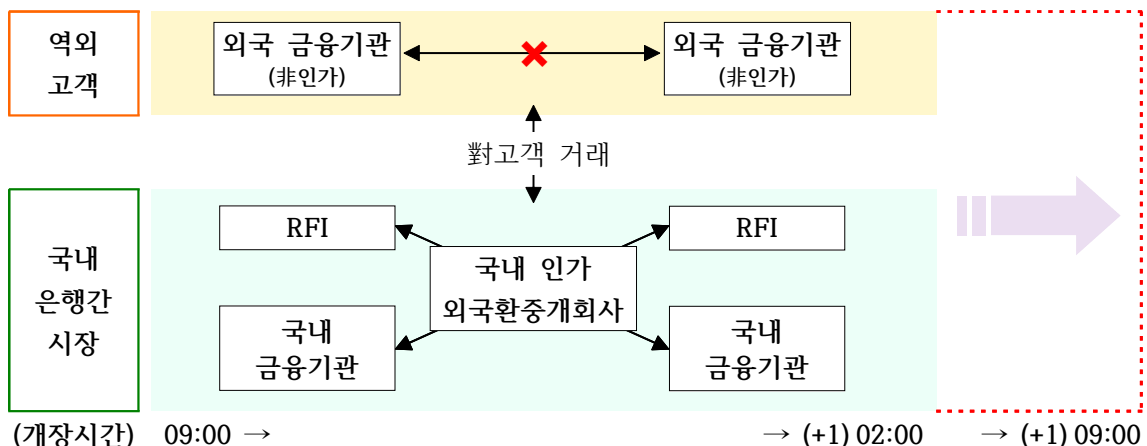 역외
고객
외국 금융기관
(非인가)
외국 금융기관
(非인가)
對고객 거래
국내
은행간
시장
RFI
RFI
국내 인가
외국환중개회사
국내
금융기관
국내
금융기관
(개장시간) 09:00 → → (+1) 02:00 → (+1) 09:00